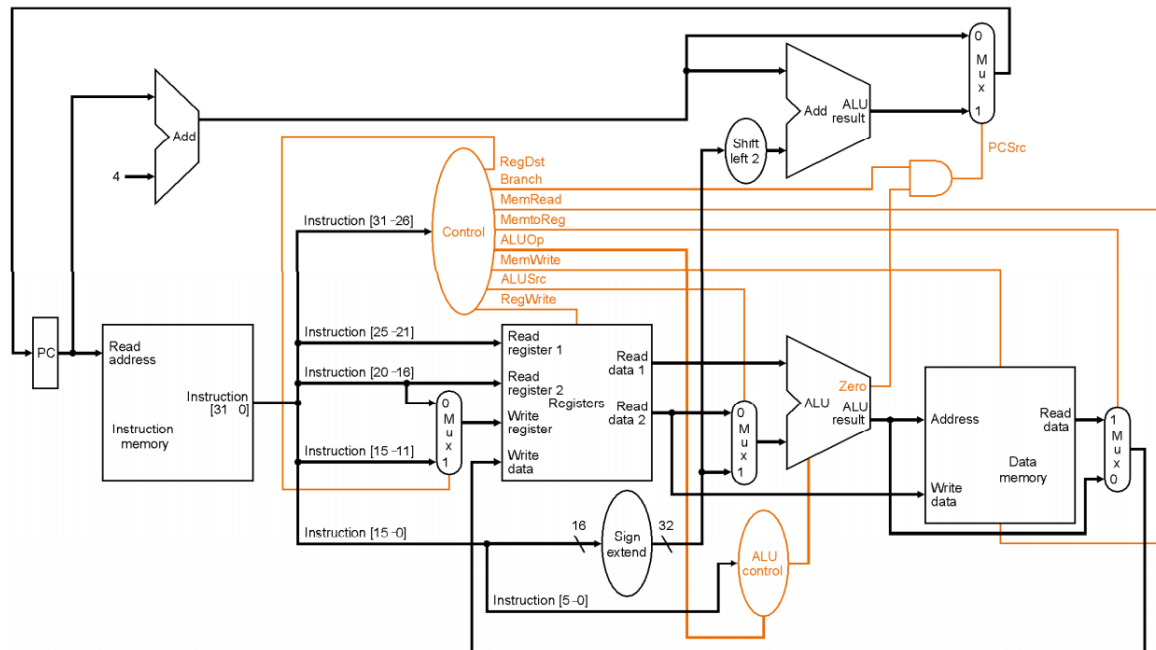 0
M
u
x
1
Add
ALU
result
Add
Shift
left 2
4
PCSrc
RegDst
Branch
MemRead
MemtoReg
ALUOp
MemWrite
ALUSrc
RegWrite
Control
Instruction [31–26]
Instruction [25–21]
Instruction [20–16]
Instruction [15–11]
Instruction [15–0]
Instruction [5–0]
PC
Read
address
Instruction
[31 0]
Instruction
memory
0
M
u
x
1
Read
register 1
Read
register 2
Write
register
Write
data
Registers
Read
data 1
Read
data 2
0
M
u
x
1
Zero
ALU
ALU
result
Address
Write
data
Read
data
Data
memory
1
M
u
x
0
16
Sign
extend
32
ALU
control